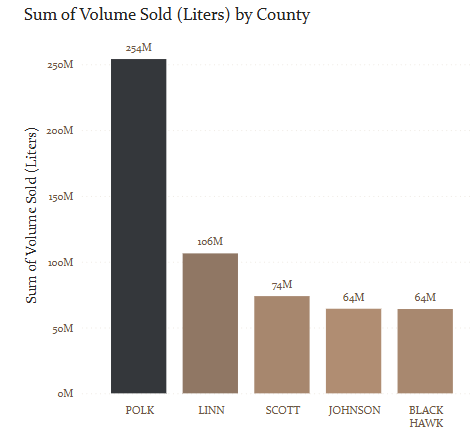 Sum of Volume Sold (Liters) by County
Sum of Volume Sold (Liters)
250M
200M
150M
100M
50M
0M
254M
106M
74M
64M
64M
POLK
LINN
SCOTT
JOHNSON
BLACK
HAWK